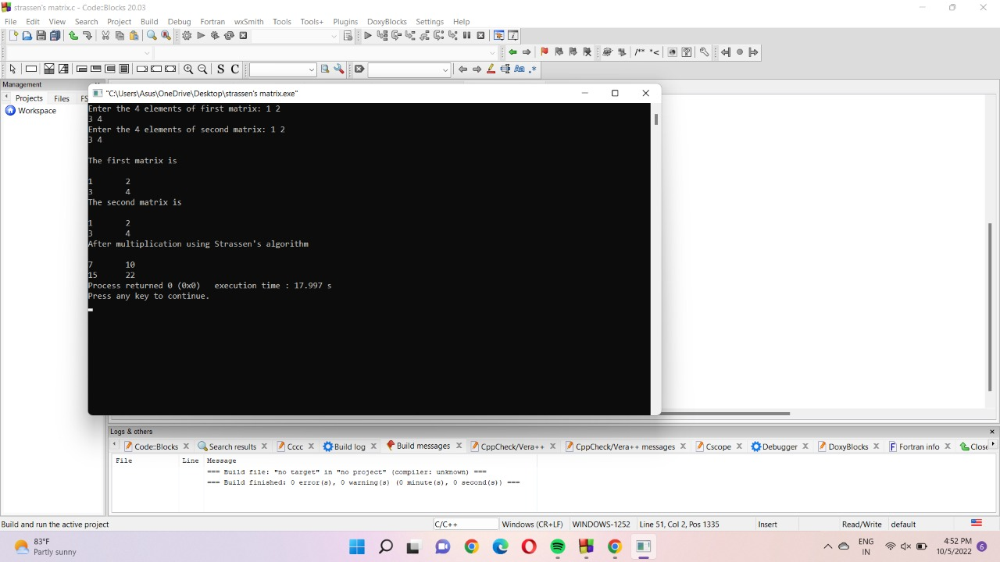 strassen's matrix.c - Code::Blocks 20.03
File Edit View Search Project Build Debug Fortran wxSmith Tools Tools+ Plugins DoxyBlocks Settings Help
/** *<
S C
Aa .*
Management
Projects Files FS
Workspace
"C:\Users\Asus\OneDrive\Desktop\strassen's matrix.exe"
Enter the 4 elements of first matrix: 1 2
3 4
Enter the 4 elements of second matrix: 1 2
3 4
The first matrix is
1 2
3 4
The second matrix is
1 2
3 4
After multiplication using Strassen's algorithm
7 10
15 22
Process returned 0 (0x0) execution time : 17.997 s
Press any key to continue.
Logs & others
Code::Blocks Search results Cccc Build log Build messages CppCheck/Vera++ CppCheck/Vera++ messages Cscope Debugger DoxyBlocks Fortran info Close
File Line Message
=== Build file: "no target" in "no project" (compiler: unknown) ===
=== Build finished: 0 error(s), 0 warning(s) (0 minute(s), 0 second(s)) ===
Build and run the active project C/C++ Windows (CR+LF) WINDOWS-1252 Line 51, Col 2, Pos 1335 Insert Read/Write default
83°F
Partly sunny
ENG
IN
4:52 PM
10/5/2022
6